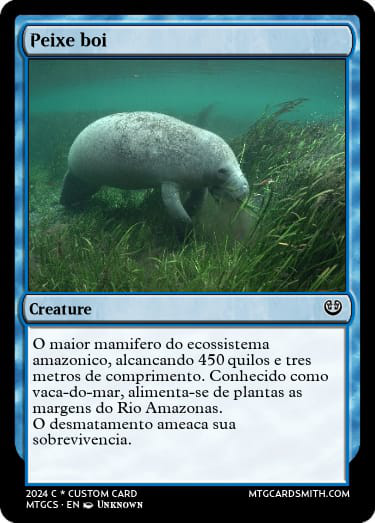 Peixe boi
Creature
O maior mamifero do ecossistema
amazonico, alcancando 450 quilos e tres
metros de comprimento. Conhecido como
vaca-do-mar, alimenta-se de plantas as
margens do Rio Amazonas.
O desmatamento ameaca sua
sobrevivencia.
2024 C * CUSTOM CARD
MTGCS · EN Unknown
MTGCARDSMITH.COM